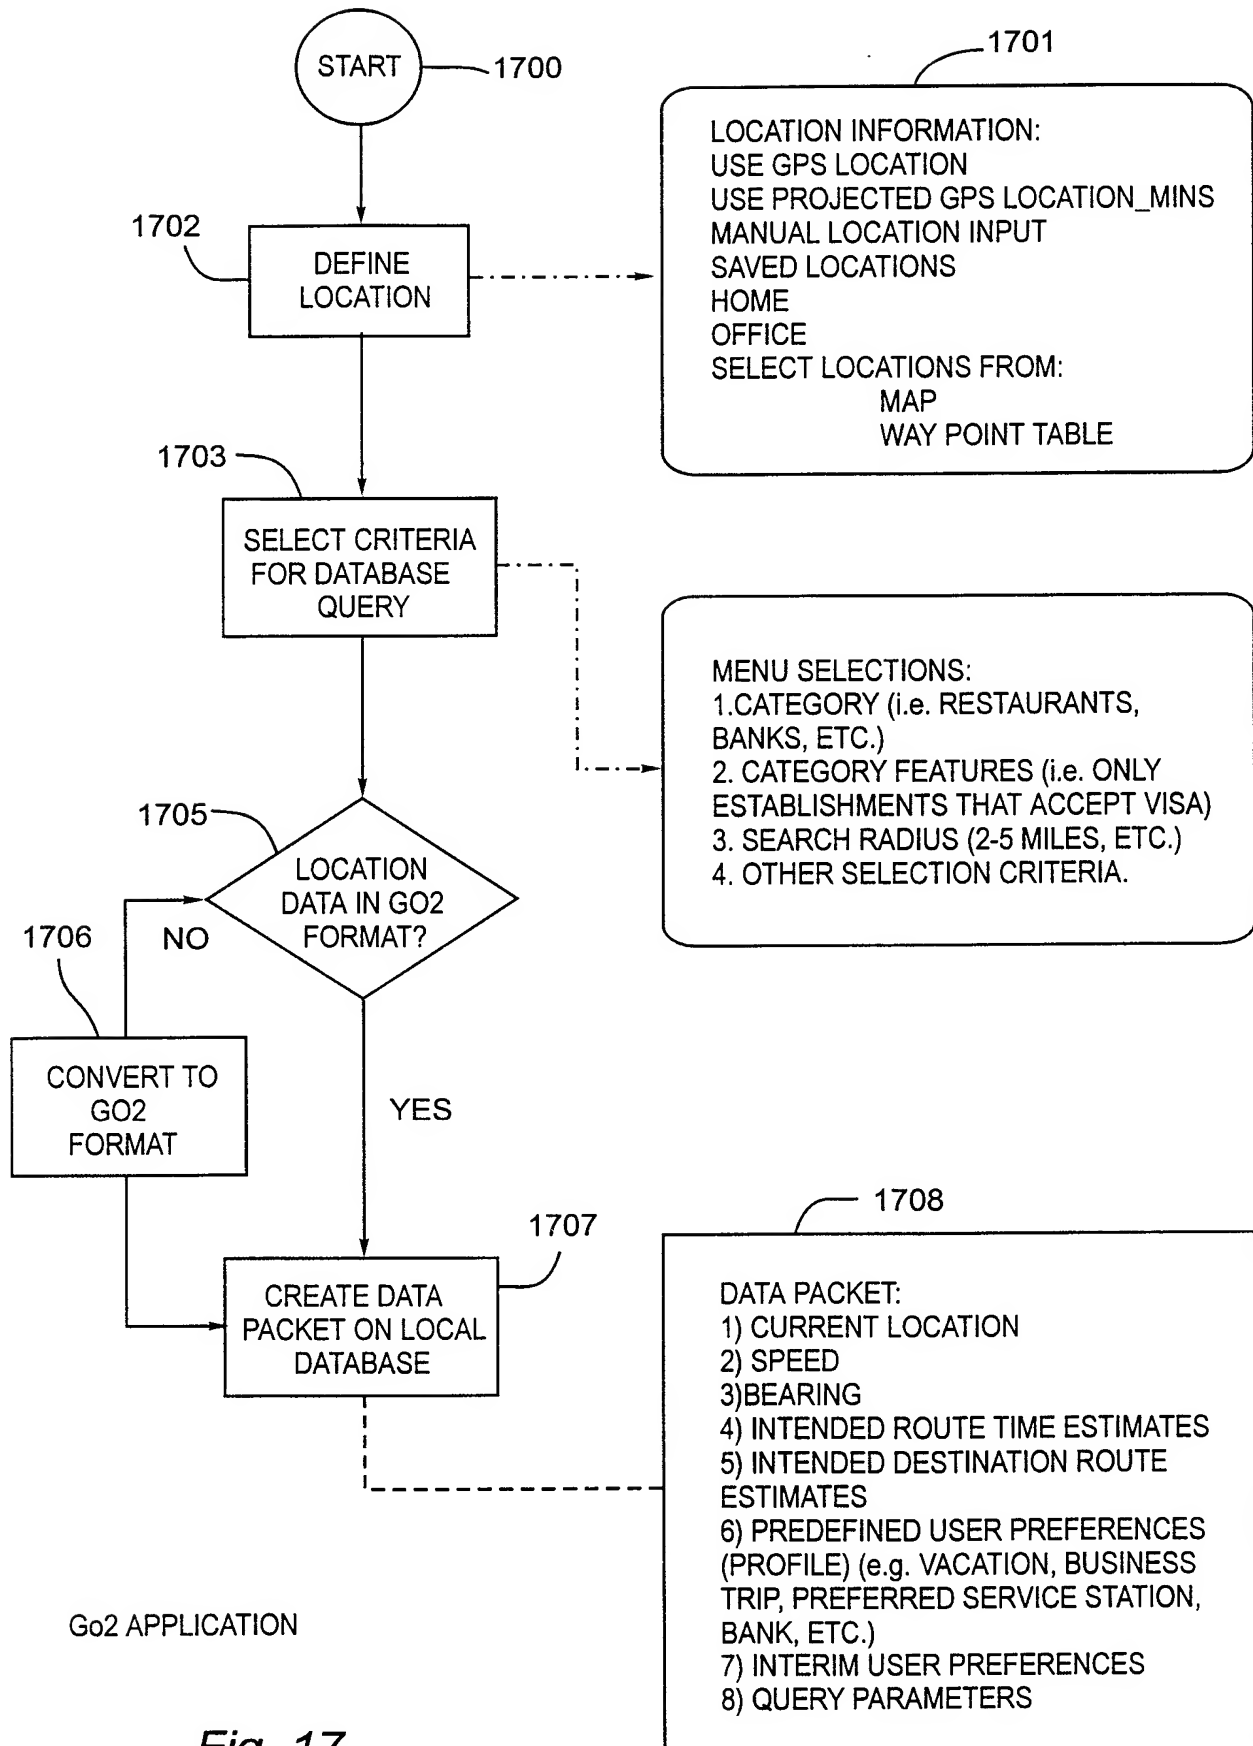 START
1700
1701
LOCATION INFORMATION:
USE GPS LOCATION
USE PROJECTED GPS LOCATION_MINS
MANUAL LOCATION INPUT
SAVED LOCATIONS
HOME
OFFICE
SELECT LOCATIONS FROM:
MAP
WAY POINT TABLE
1702
DEFINE
LOCATION
1703
SELECT CRITERIA
FOR DATABASE
QUERY
MENU SELECTIONS:
1.CATEGORY (i.e. RESTAURANTS,
BANKS, ETC.)
2. CATEGORY FEATURES (i.e. ONLY
ESTABLISHMENTS THAT ACCEPT VISA)
3. SEARCH RADIUS (2-5 MILES, ETC.)
4. OTHER SELECTION CRITERIA.
1705
LOCATION
DATA IN GO2
FORMAT?
1706
NO
CONVERT TO
GO2
FORMAT
YES
1707
CREATE DATA
PACKET ON LOCAL
DATABASE
1708
DATA PACKET:
1) CURRENT LOCATION
2) SPEED
3)BEARING
4) INTENDED ROUTE TIME ESTIMATES
5) INTENDED DESTINATION ROUTE
ESTIMATES
6) PREDEFINED USER PREFERENCES
(PROFILE) (e.g. VACATION, BUSINESS
TRIP, PREFERRED SERVICE STATION,
BANK, ETC.)
7) INTERIM USER PREFERENCES
8) QUERY PARAMETERS
Go2 APPLICATION
Fig. 17